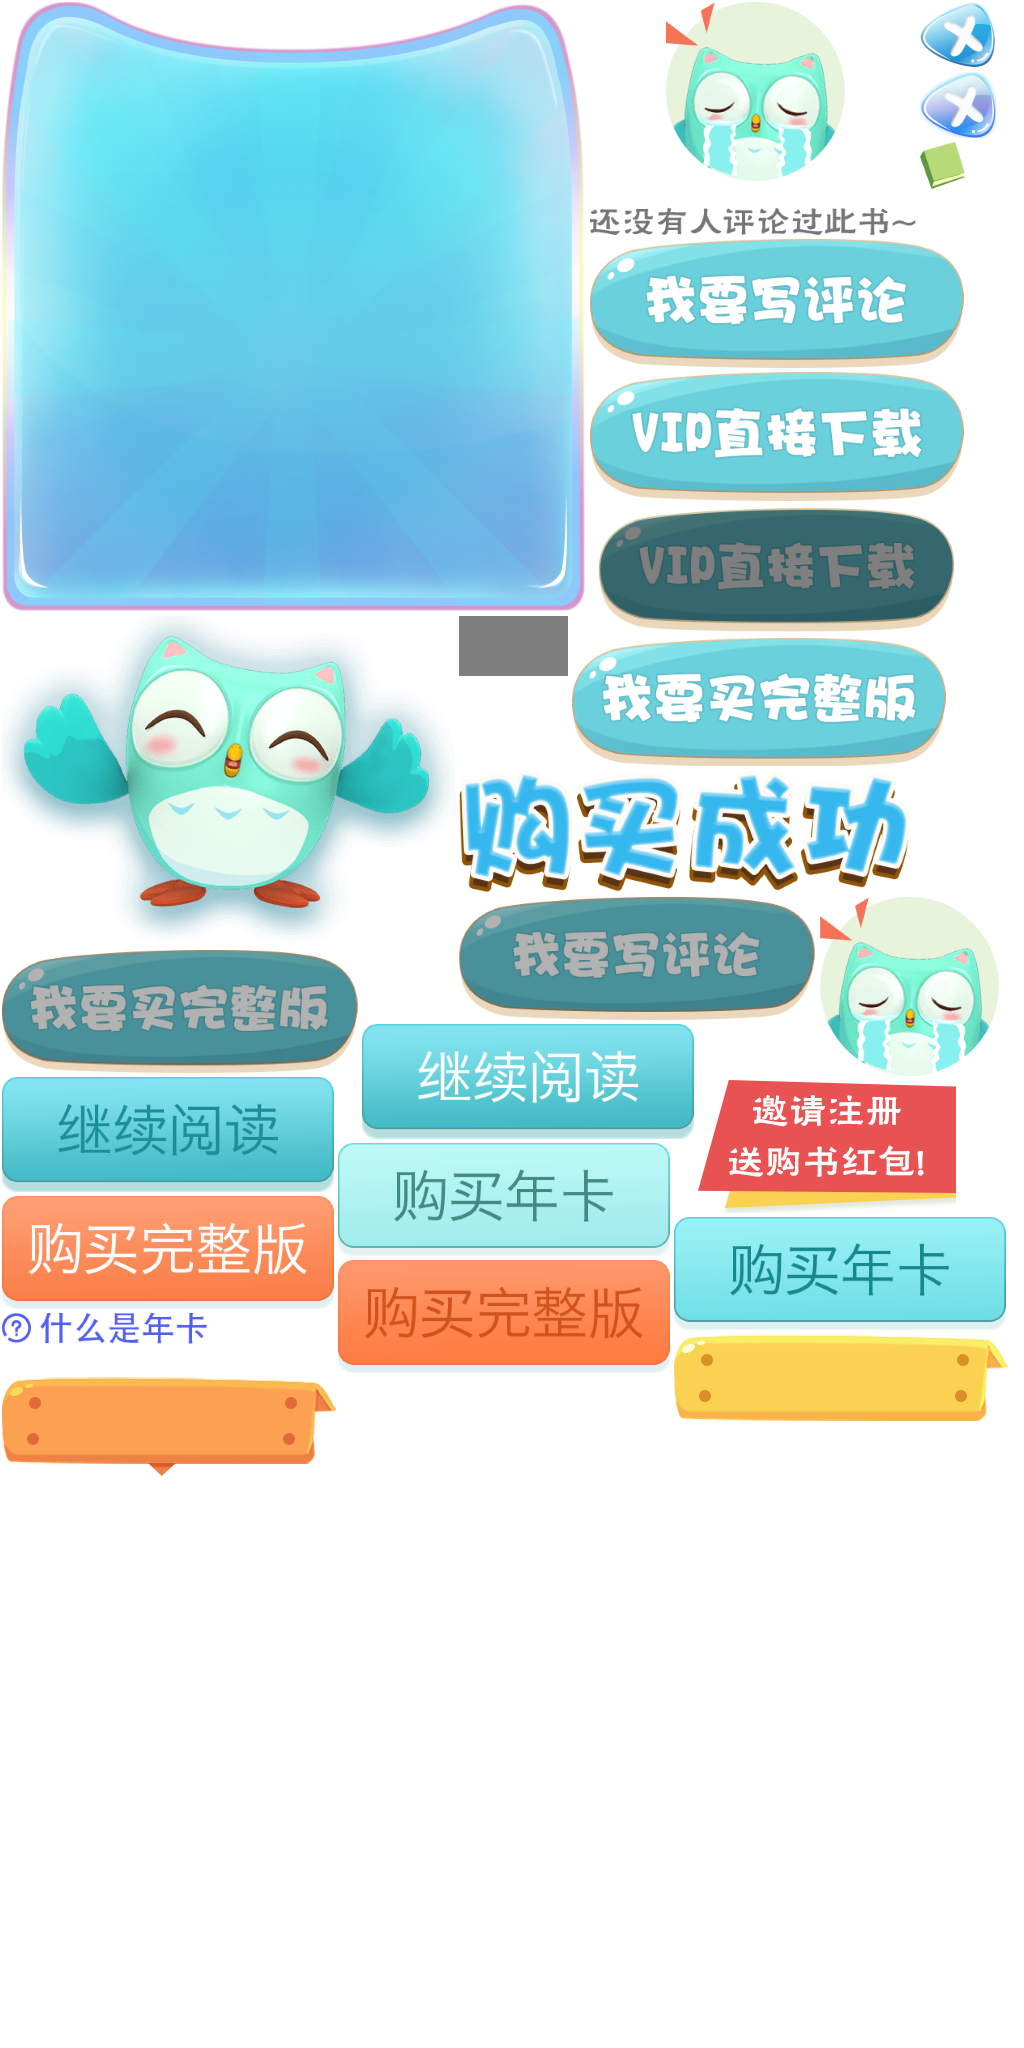 还没有人评论过此书~
我要写评论
VIP直接下载
VIP直接下载
我要买完整版
购买成功
我要写评论
我要买完整版
继续阅读
继续阅读
邀请注册
送购书红包!
购买年卡
购买完整版
购买年卡
购买完整版
什么是年卡